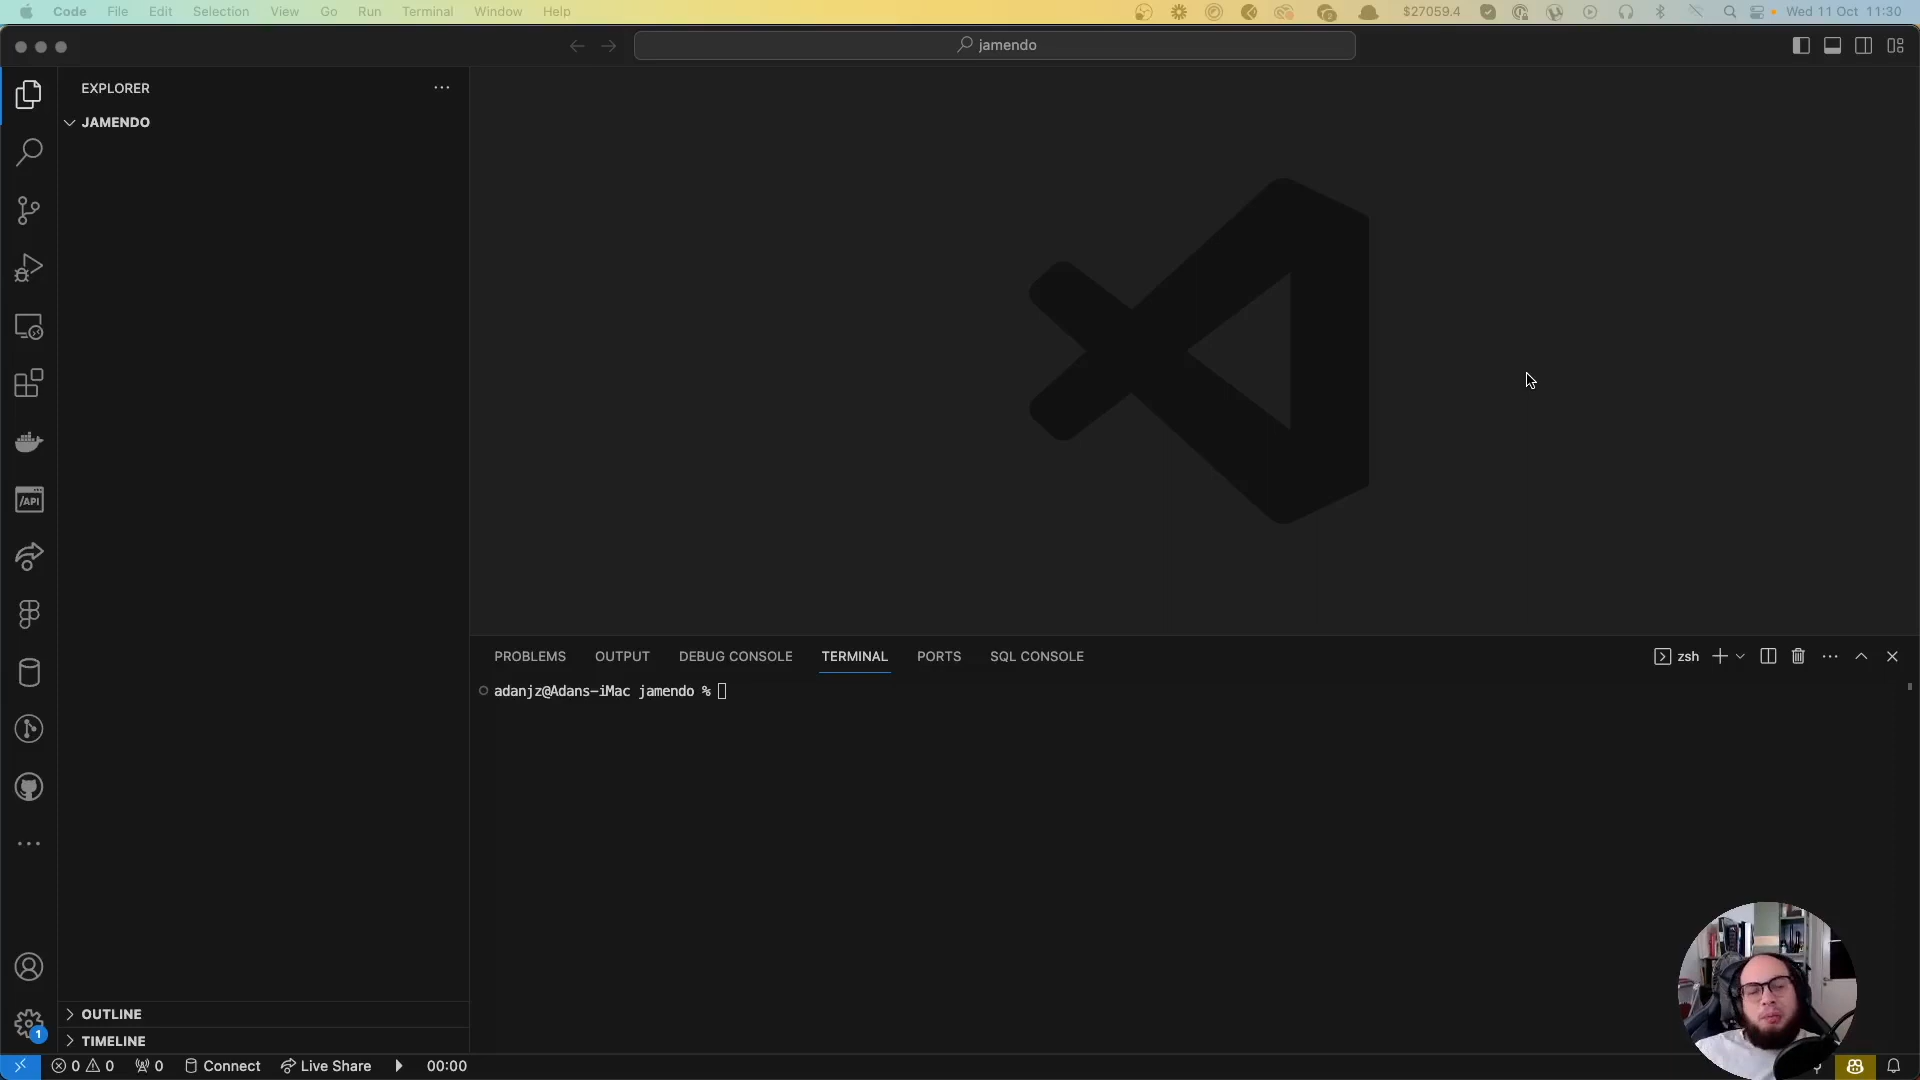 Code File Edit Selection View Go Run Terminal Window Help $27059.4 Wed 11 Oct 11:30
jamendo
EXPLORER
JAMENDO
/API
PROBLEMS OUTPUT DEBUG CONSOLE TERMINAL PORTS SQL CONSOLE zsh
adanjz@Adans-iMac jamendo %
OUTLINE
1
TIMELINE
0 0 0 Connect Live Share 00:00